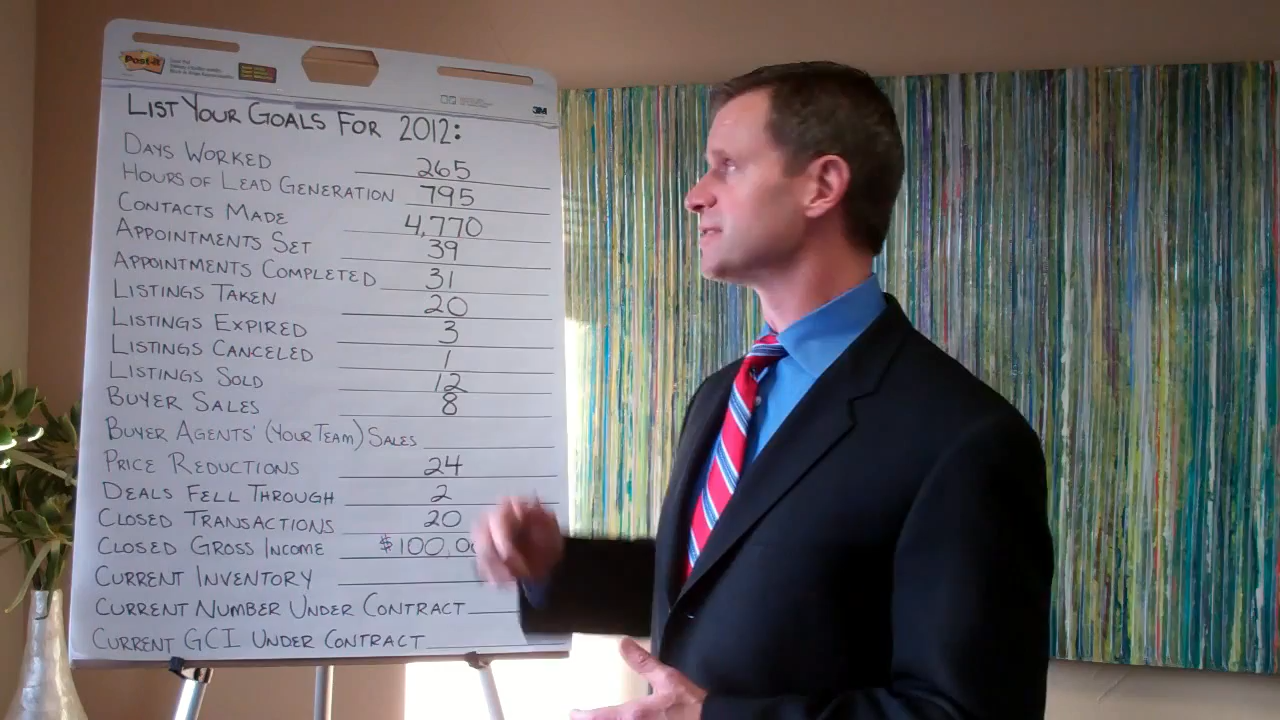 Post-it
3M
LIST YOUR GOALS FOR 2012:
DAYS WORKED 265
HOURS OF LEAD GENERATION 795
CONTACTS MADE 4,770
APPOINTMENTS SET 39
APPOINTMENTS COMPLETED 31
LISTINGS TAKEN 20
LISTINGS EXPIRED 3
LISTINGS CANCELED 1
LISTINGS SOLD 12
BUYER SALES 8
BUYER AGENTS' (YOUR TEAM) SALES
PRICE REDUCTIONS 24
DEALS FELL THROUGH 2
CLOSED TRANSACTIONS 20
CLOSED GROSS INCOME $100,00
CURRENT INVENTORY
CURRENT NUMBER UNDER CONTRACT
CURRENT GCI UNDER CONTRACT